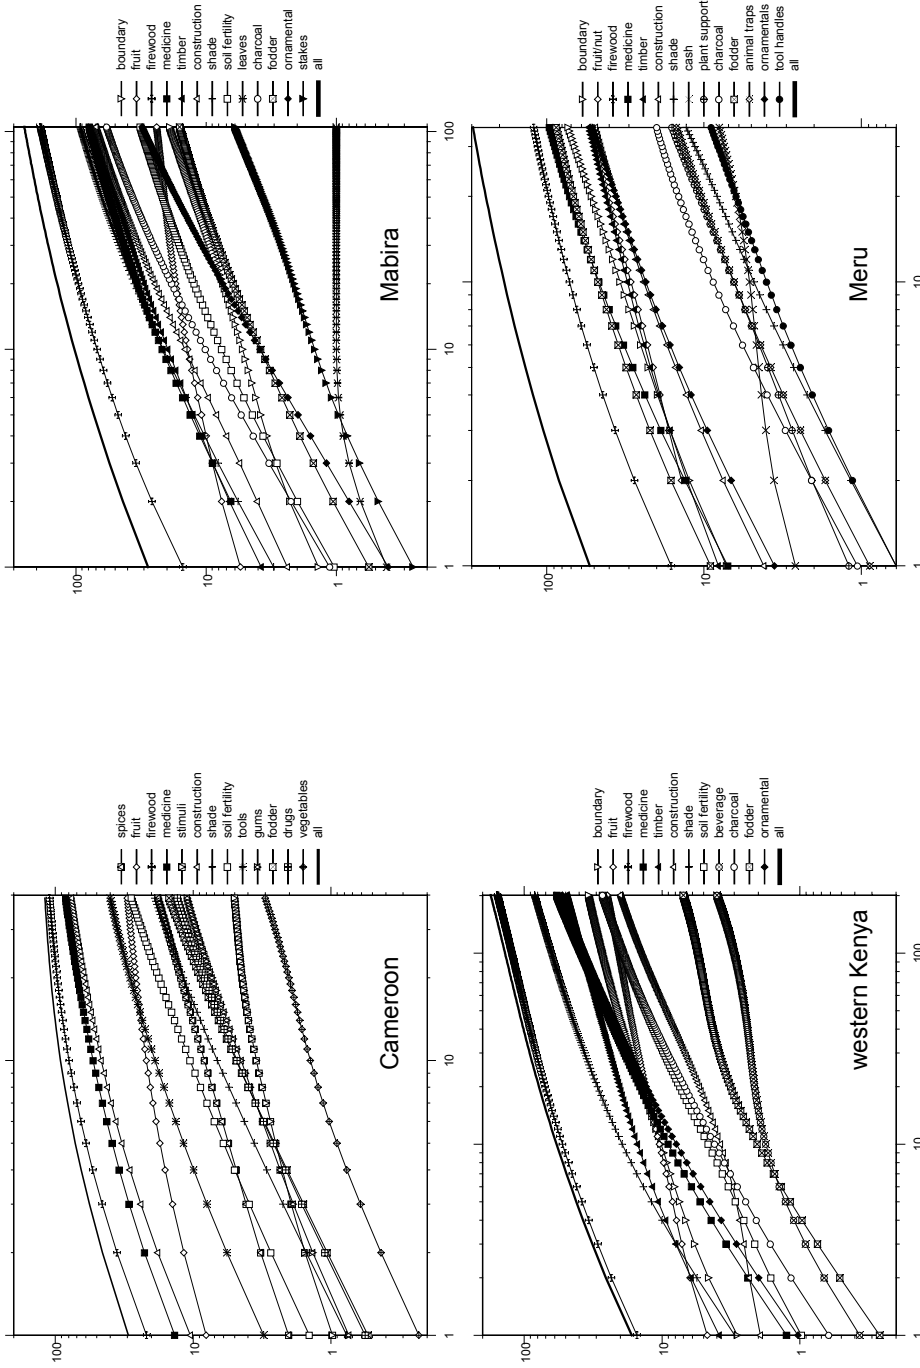 100
10
1
1
10
Cameroon
spices
fruit
firewood
medicine
stimuli
construction
shade
soil fertility
tools
gums
fodder
drugs
vegetables
all
100
10
1
1
10
100
Mabira
boundary
fruit
firewood
medicine
timber
construction
shade
soil fertility
leaves
charcoal
fodder
ornamental
stakes
all
100
10
1
1
10
100
western Kenya
boundary
fruit
firewood
medicine
timber
construction
shade
soil fertility
beverage
charcoal
fodder
ornamental
all
100
10
1
1
10
Meru
boundary
fruit/nut
firewood
medicine
timber
construction
shade
cash
plant support
charcoal
fodder
animal traps
ornamentals
tool handles
all